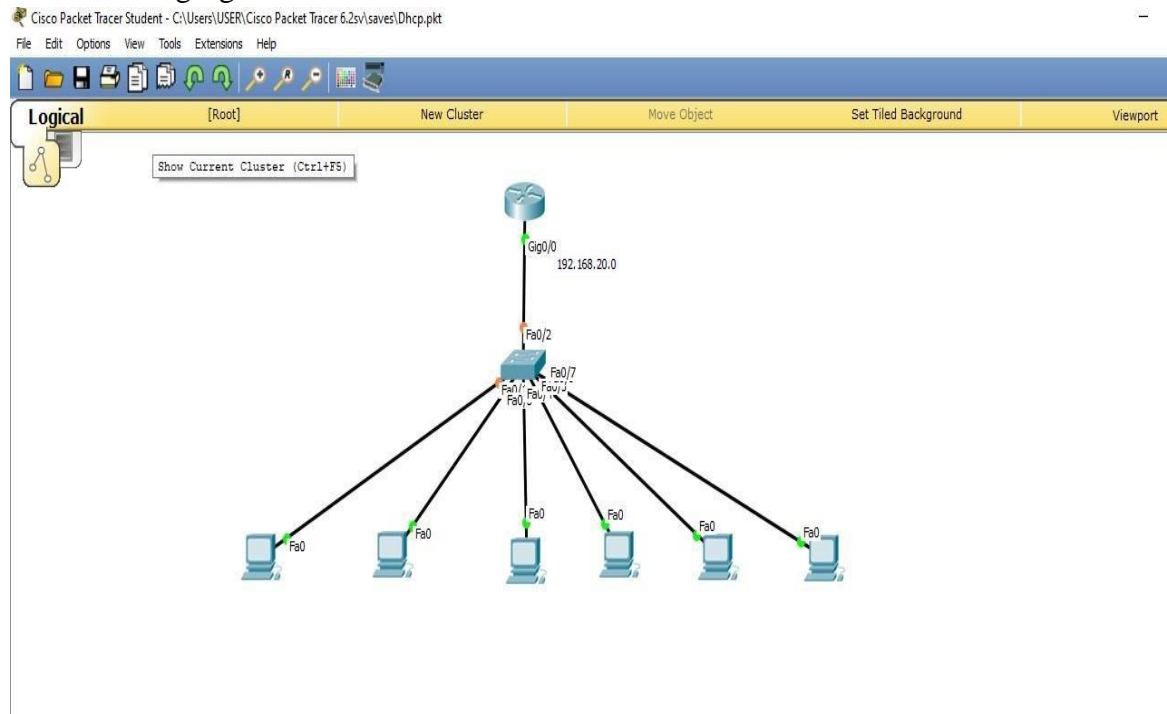 Cisco Packet Tracer Student - C:\Users\USER\Cisco Packet Tracer 6.2sv\saves\Dhcp.pkt
File Edit Options View Tools Extensions Help
Logical [Root] New Cluster Move Object Set Tiled Background Viewport
Show Current Cluster (Ctrl+F5)
Gig0/0
192.168.20.0
Fa0/2
Fa0/7
Fa0
Fa0
Fa0
Fa0
Fa0
Fa0